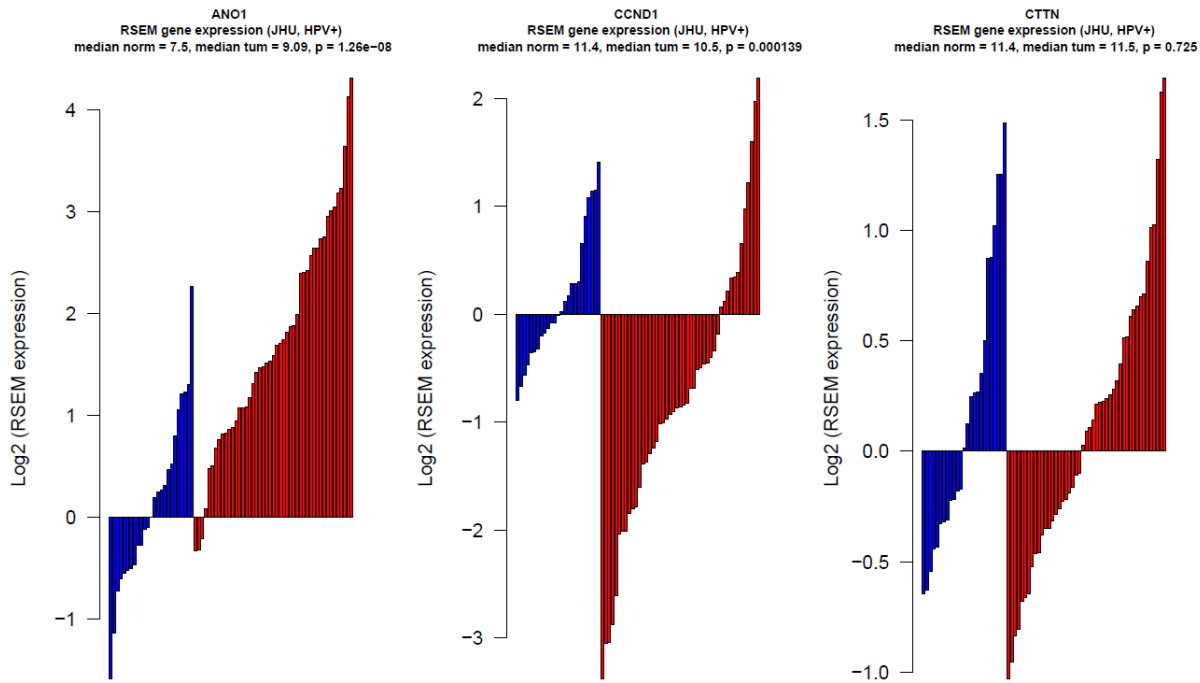 ANO1
RSEM gene expression (JHU, HPV+)
median norm = 7.5, median tum = 9.09, p = 1.26e−08
Log2 (RSEM expression)
4
3
2
1
0
−1
CCND1
RSEM gene expression (JHU, HPV+)
median norm = 11.4, median tum = 10.5, p = 0.000139
Log2 (RSEM expression)
2
1
0
−1
−2
−3
CTTN
RSEM gene expression (JHU, HPV+)
median norm = 11.4, median tum = 11.5, p = 0.725
Log2 (RSEM expression)
1.5
1.0
0.5
0.0
−0.5
−1.0